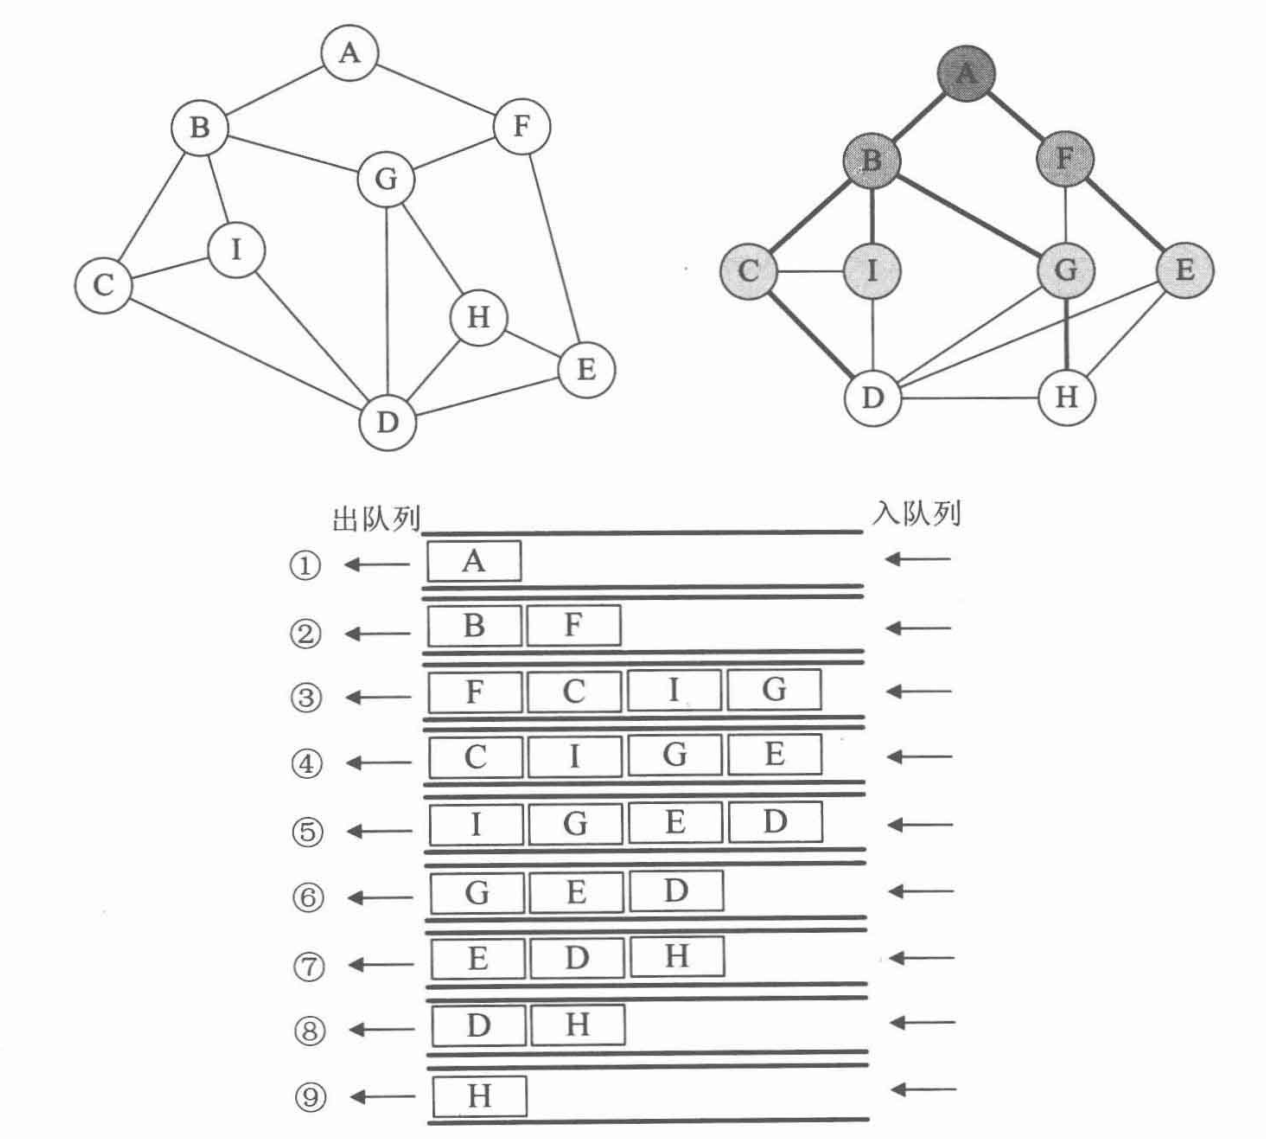 A
B
F
G
I
C
H
E
D
A
B
F
C
I
G
E
D
H
出队列 入队列
① A
② B F
③ F C I G
④ C I G E
⑤ I G E D
⑥ G E D
⑦ E D H
⑧ D H
⑨ H